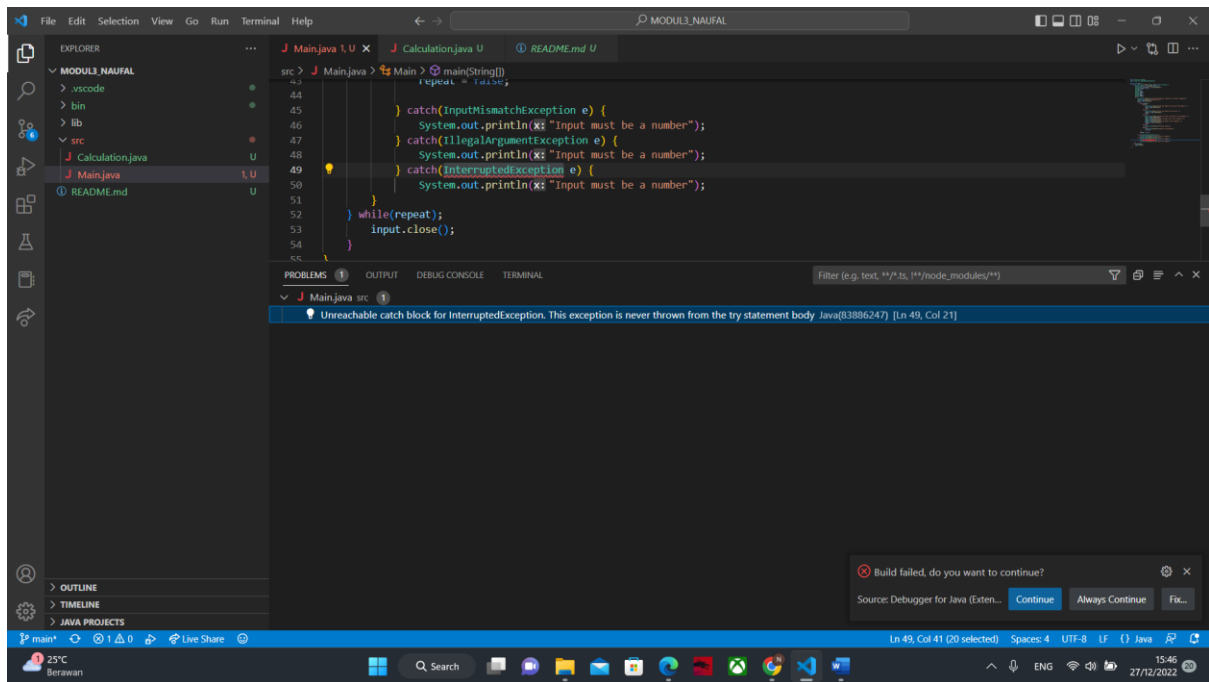 File Edit Selection View Go Run Terminal Help
MODUL3_NAUFAL
EXPLORER
MODUL3_NAUFAL
.vscode
bin
lib
src
Calculation.java U
Main.java 1, U
README.md U
OUTLINE
TIMELINE
JAVA PROJECTS
Main.java 1, U
Calculation.java U
README.md U
src > Main.java > Main > main(String[])
43 repeat = false;
44
45 } catch(InputMismatchException e) {
46 System.out.println(x: "Input must be a number");
47 } catch(IllegalArgumentException e) {
48 System.out.println(x: "Input must be a number");
49 } catch(InterruptedException e) {
50 System.out.println(x: "Input must be a number");
51 }
52 } while(repeat);
53 input.close();
54 }
55 }
PROBLEMS 1 OUTPUT DEBUG CONSOLE TERMINAL
Filter (e.g. text, **/*.ts, !**/node_modules/**)
Main.java src 1
Unreachable catch block for InterruptedException. This exception is never thrown from the try statement body Java(83886247) [Ln 49, Col 21]
Build failed, do you want to continue?
Source: Debugger for Java (Exten...
Continue
Always Continue
Fix...
main* 1 0 Live Share
Ln 49, Col 41 (20 selected) Spaces: 4 UTF-8 LF {} Java
1
25°C
Berawan
Search
ENG
15:46
27/12/2022
20